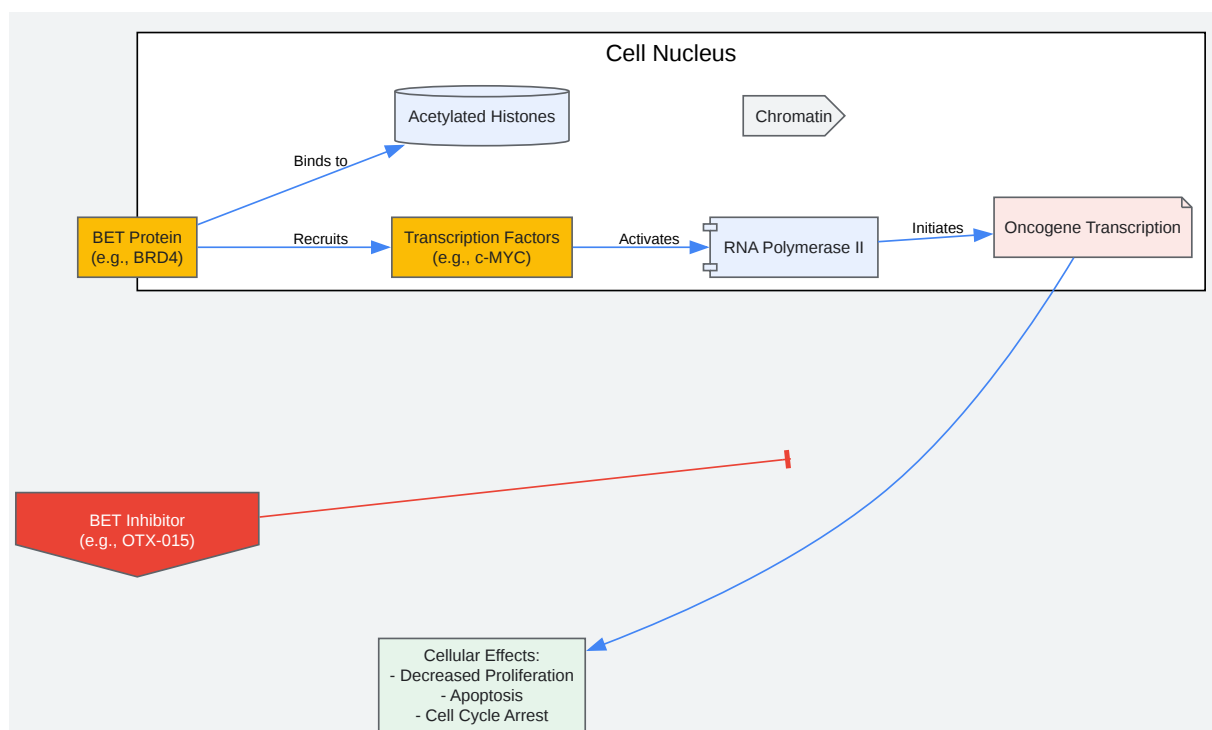 Cell Nucleus
Acetylated Histones
Chromatin
Binds to
BET Protein
(e.g., BRD4)
Recruits
Transcription Factors
(e.g., c-MYC)
Activates
RNA Polymerase II
Initiates
Oncogene Transcription
BET Inhibitor
(e.g., OTX-015)
Cellular Effects:
- Decreased Proliferation
- Apoptosis
- Cell Cycle Arrest